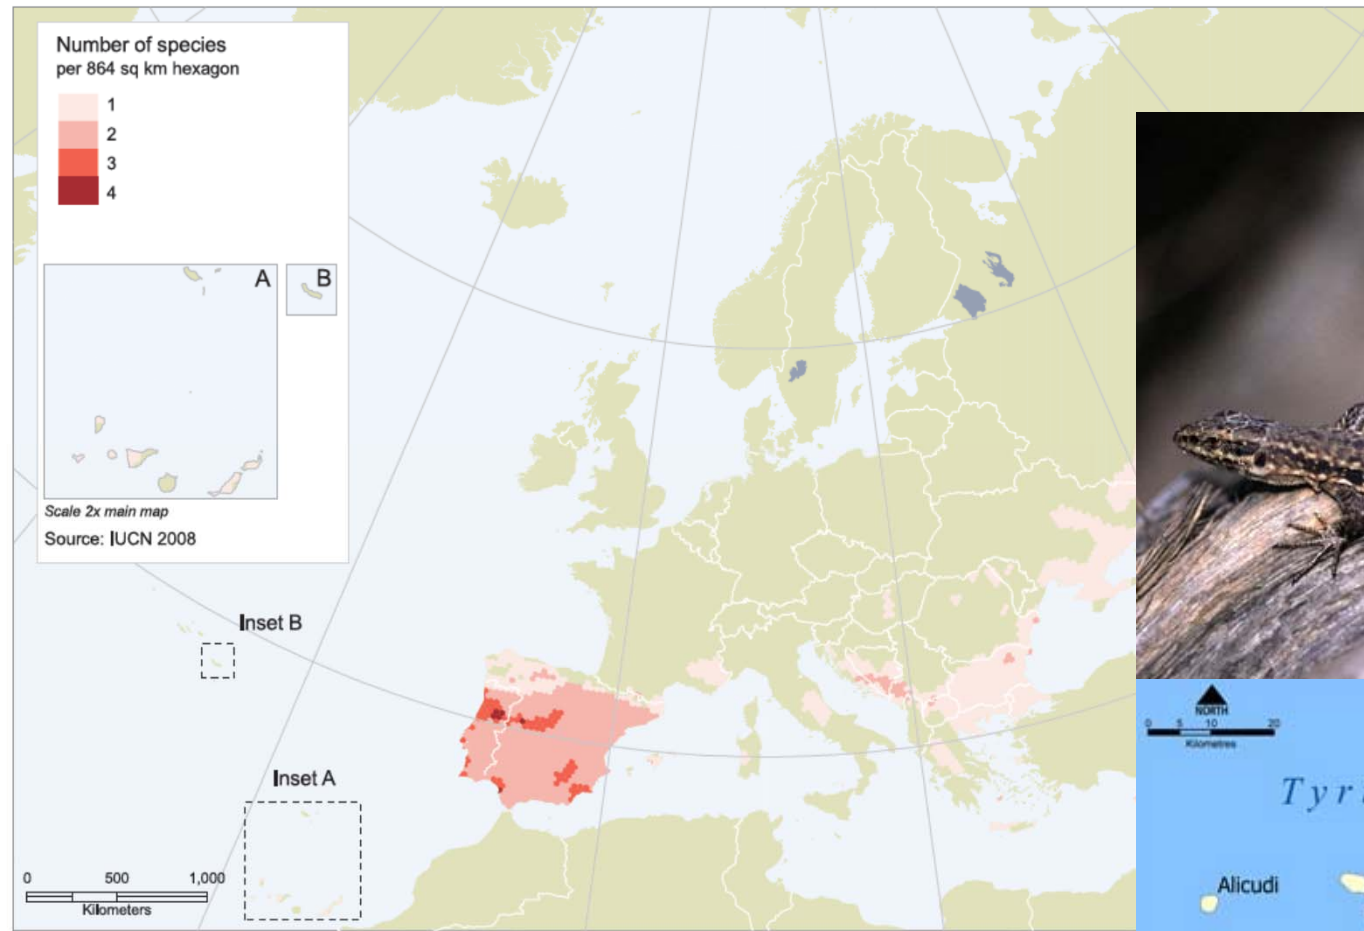 Number of species
per 864 sq km hexagon
1
2
3
4
A
B
Scale 2x main map
Source: IUCN 2008
Inset B
Inset A
0 500 1,000
Kilometers
NORTH
0 5 10 20
Kilometres
Tyr
Alicudi